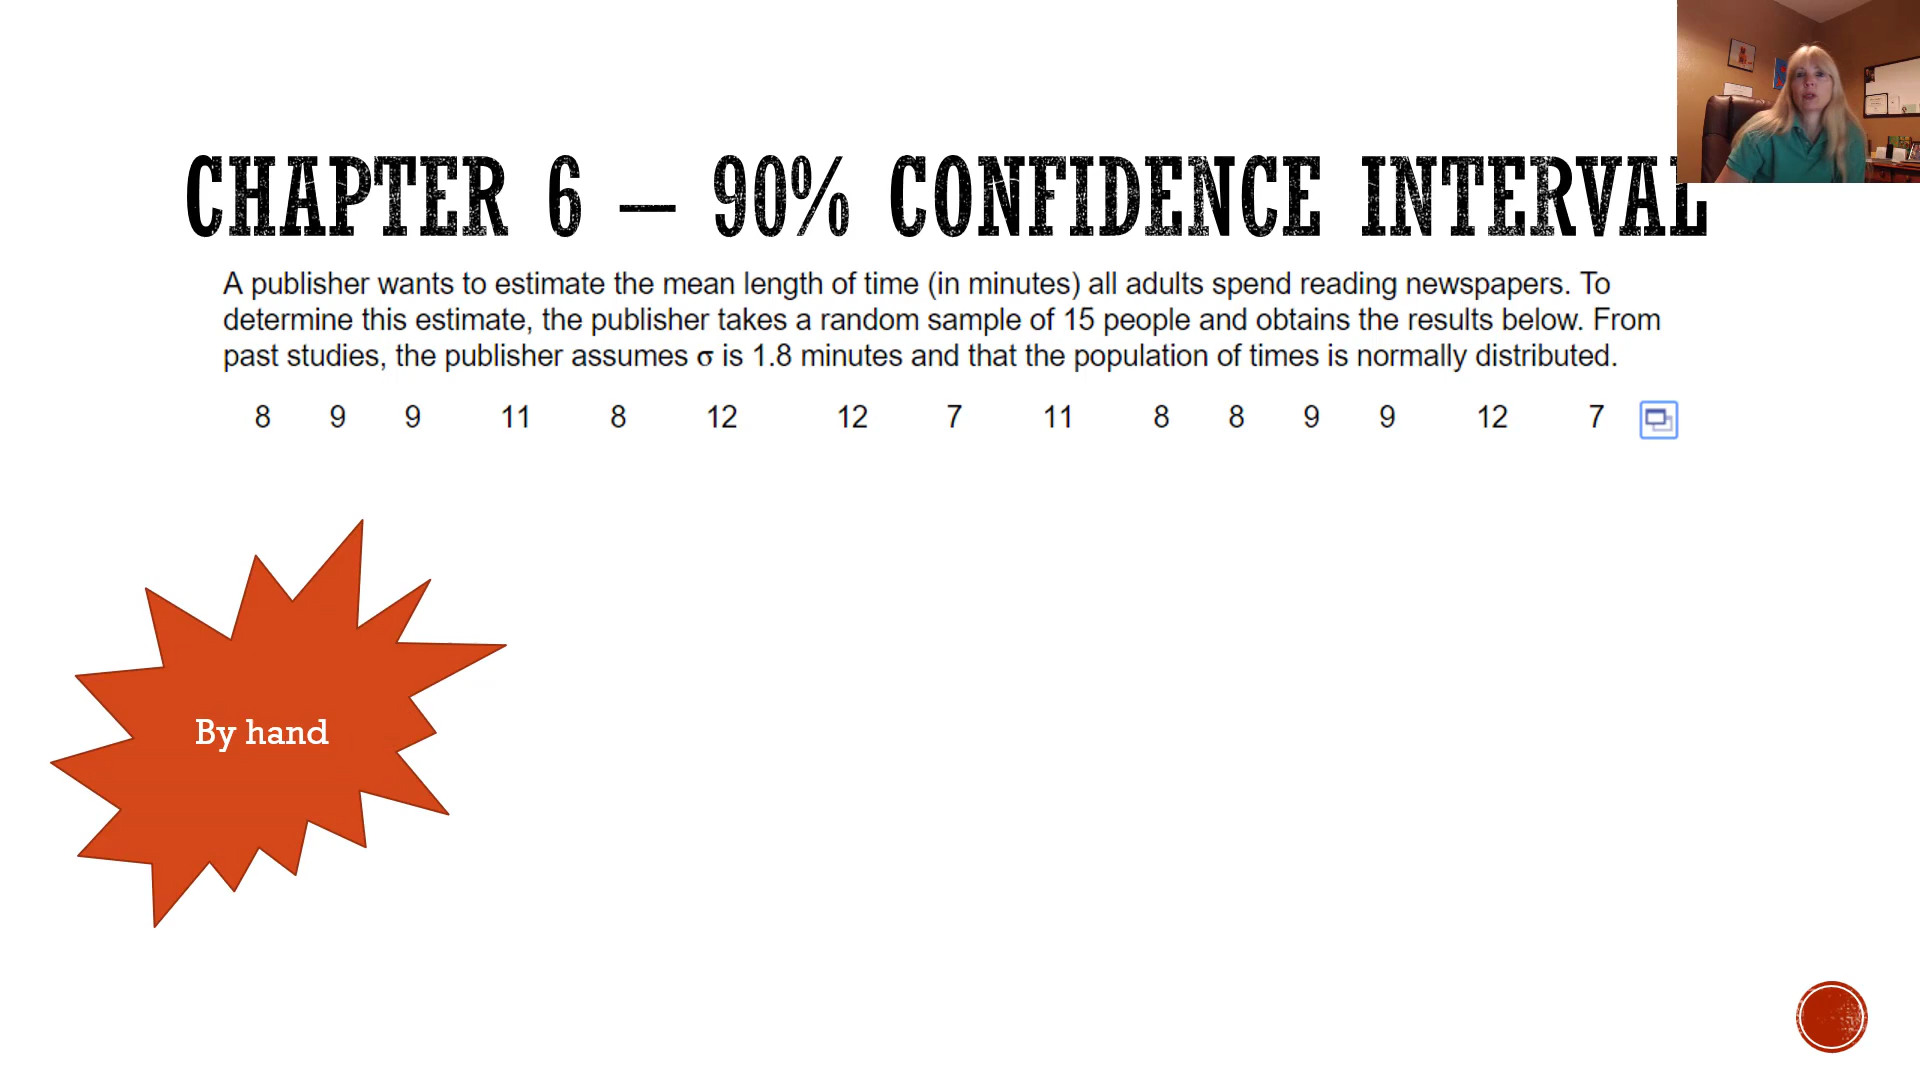 CHAPTER 6 – 90% CONFIDENCE INTERVAL
A publisher wants to estimate the mean length of time (in minutes) all adults spend reading newspapers. To
determine this estimate, the publisher takes a random sample of 15 people and obtains the results below. From
past studies, the publisher assumes σ is 1.8 minutes and that the population of times is normally distributed.
8 9 9 11 8 12 12 7 11 8 8 9 9 12 7
By hand